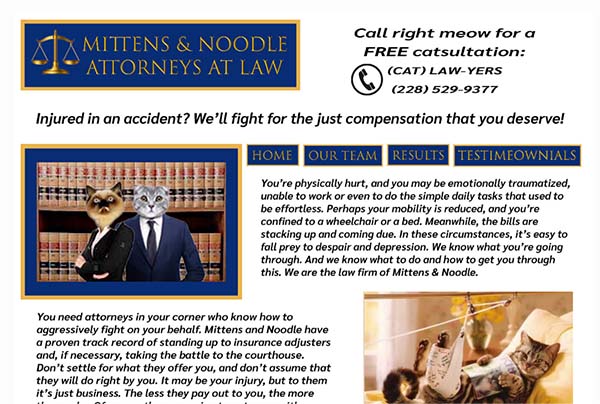 MITTENS & NOODLE
ATTORNEYS AT LAW
Call right meow for a
FREE catsultation:
(CAT) LAW-YERS
(228) 529-9377
Injured in an accident? We'll fight for the just compensation that you deserve!
HOME
OUR TEAM
RESULTS
TESTIMEOWNIALS
You're physically hurt, and you may be emotionally traumatized,
unable to work or even to do the simple daily tasks that used to
be effortless. Perhaps your mobility is reduced, and you're
confined to a wheelchair or a bed. Meanwhile, the bills are
stacking up and coming due. In these circumstances, it's easy to
fall prey to despair and depression. We know what you're going
through. And we know what to do and how to get you through
this. We are the law firm of Mittens & Noodle.
You need attorneys in your corner who know how to
aggressively fight on your behalf. Mittens and Noodle have
a proven track record of standing up to insurance adjusters
and, if necessary, taking the battle to the courthouse.
Don't settle for what they offer you, and don't assume that
they will do right by you. It may be your injury, but to them
it's just business. The less they pay out to you, the more